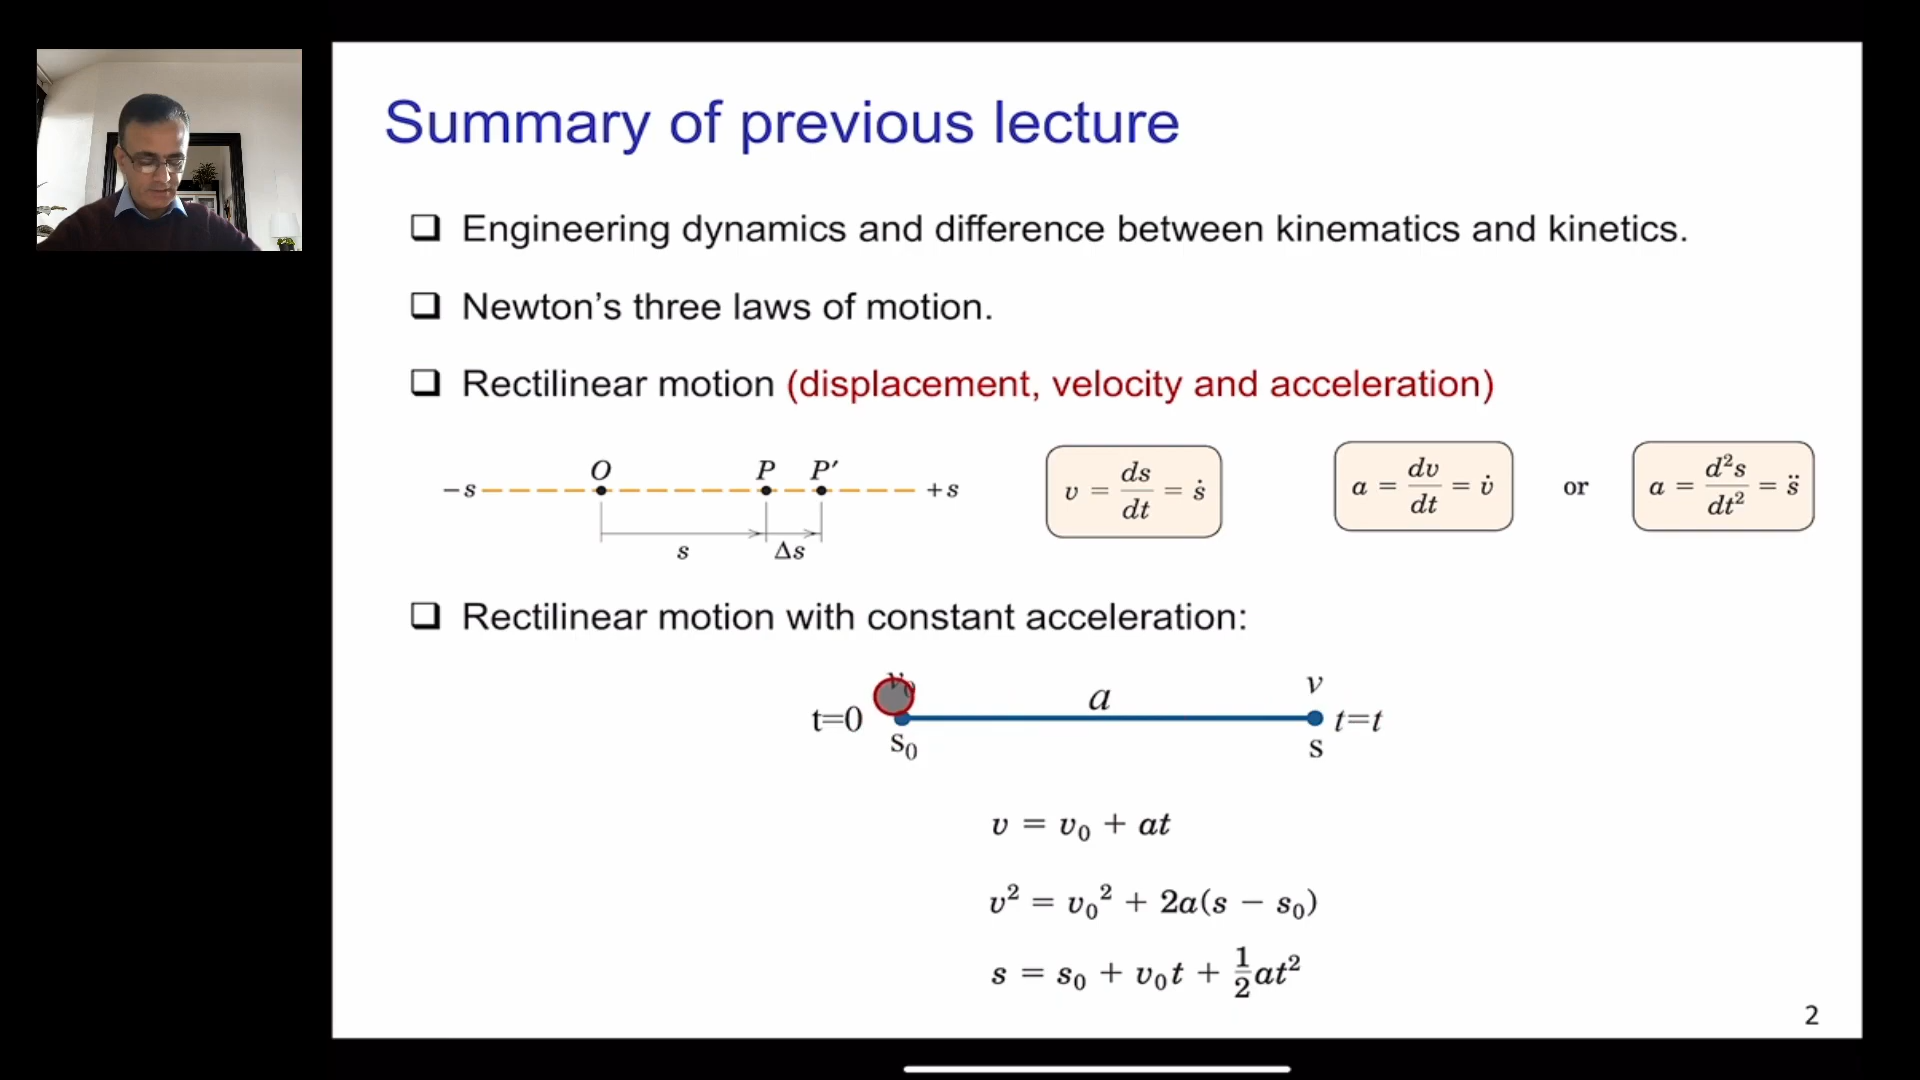 Summary of previous lecture
❑ Engineering dynamics and difference between kinematics and kinetics.
❑ Newton’s three laws of motion.
❑ Rectilinear motion (displacement, velocity and acceleration)
−s O P P′ +s
s Δs
v = ds/dt = ṡ
a = dv/dt = v̇ or a = d²s/dt² = s̈
❑ Rectilinear motion with constant acceleration:
v₀ a v
t=0 t=t
s₀ s
v = v₀ + at
v² = v₀² + 2a(s − s₀)
s = s₀ + v₀t + ½at²
2